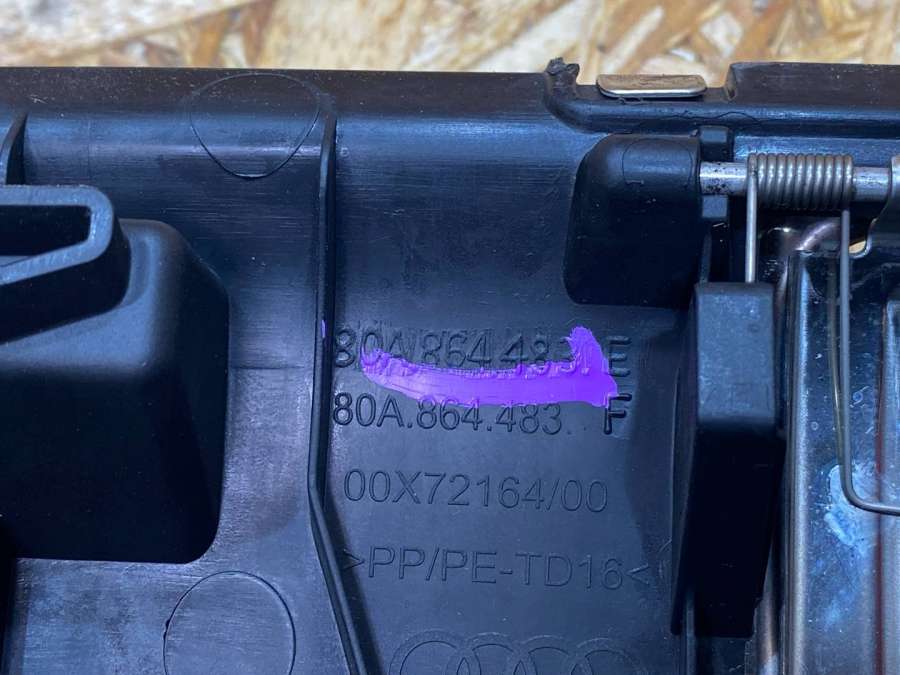 80A.864.483. E
80A.864.483. F
00X72164/00
>PP/PE-TD16<